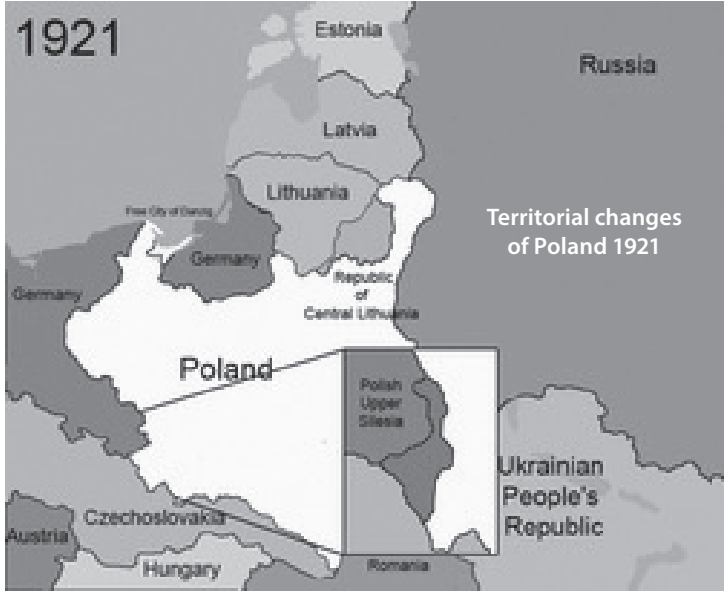 1921
Estonia
Russia
Latvia
Lithuania
Territorial changes
of Poland 1921
Free City of Danzig
Germany
Germany
Republic
of
Central Lithuania
Poland
Polish
Upper
Silesia
Ukrainian
People's
Republic
Czechoslovakia
Austria
Hungary
Romania